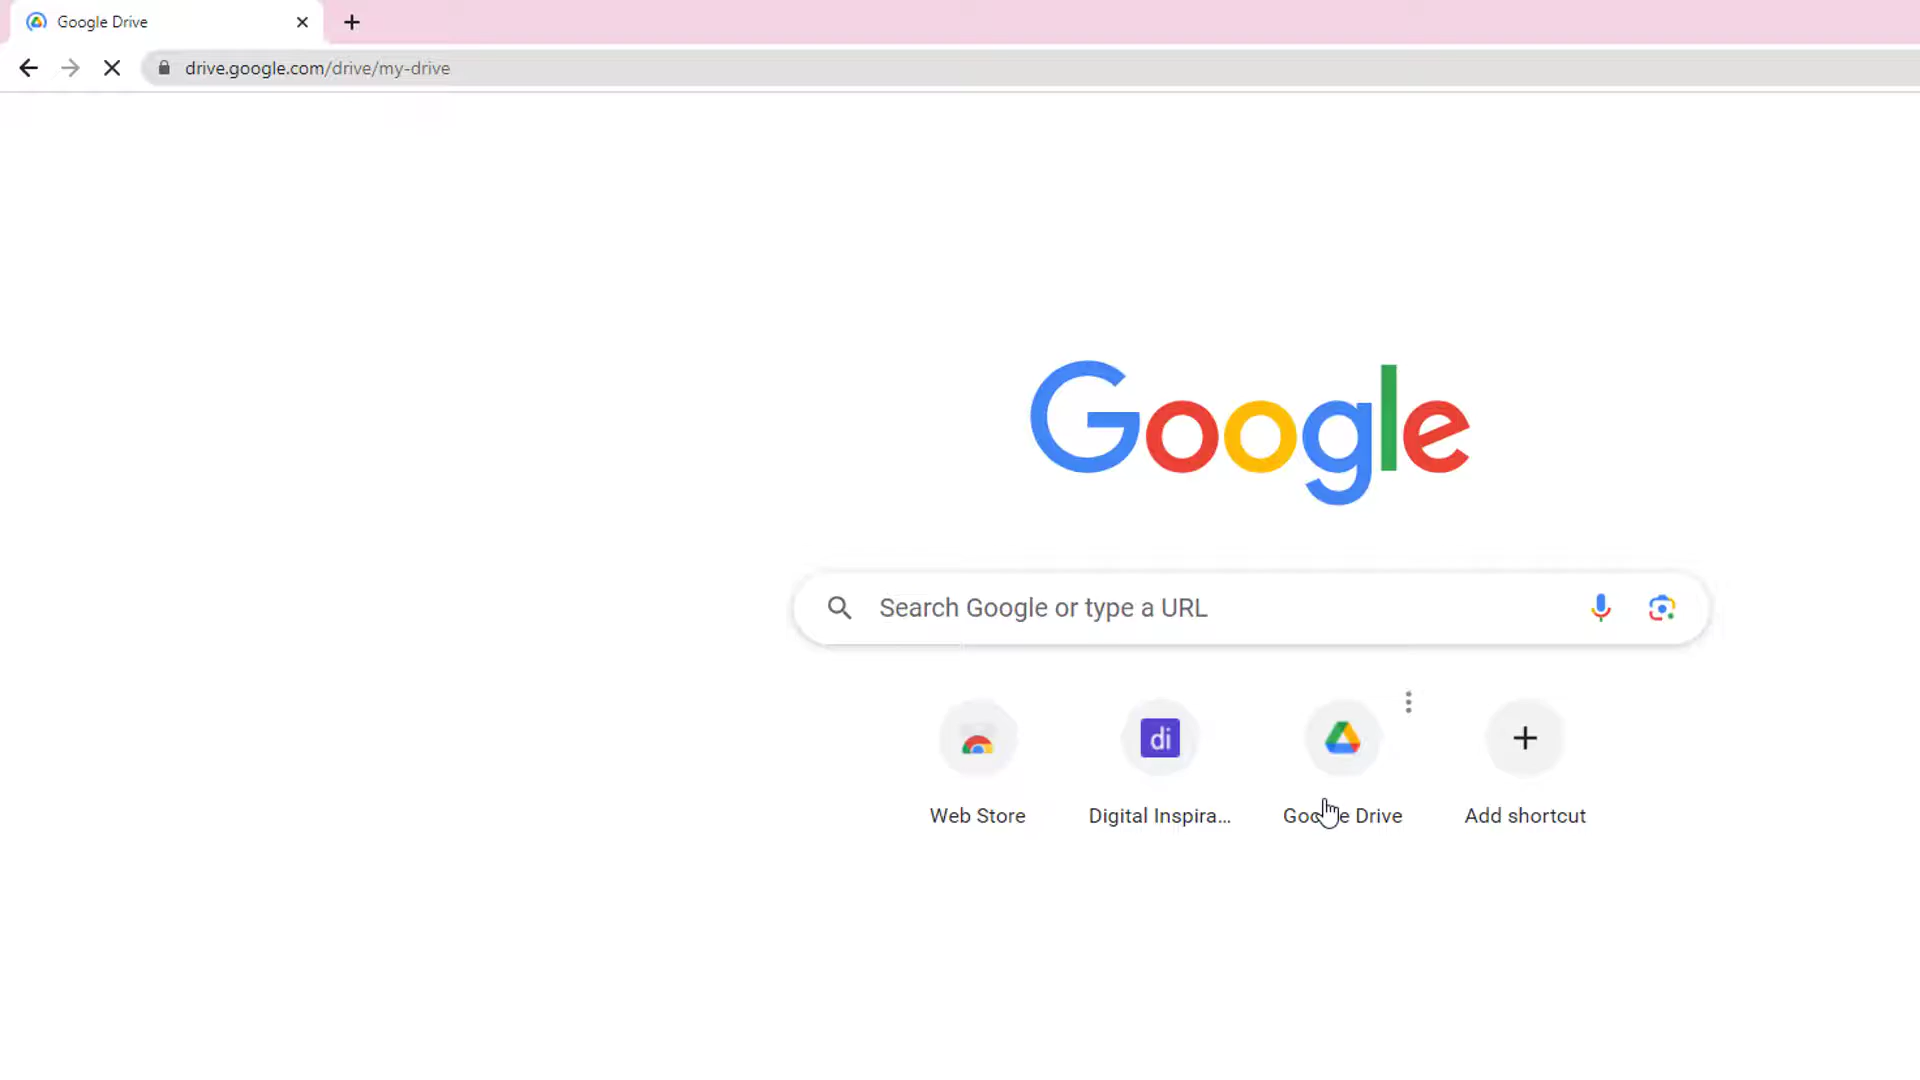 Google Drive
drive.google.com/drive/my-drive
Google
Search Google or type a URL
di
Web Store
Digital Inspira...
Google Drive
Add shortcut